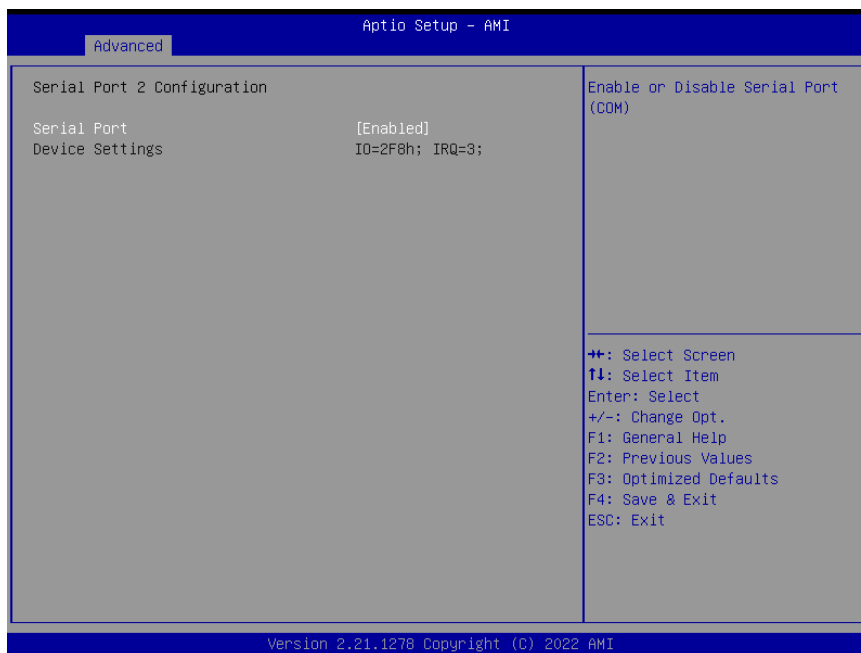 Aptio Setup – AMI
Advanced
Serial Port 2 Configuration
Serial Port [Enabled]
Device Settings IO=2F8h; IRQ=3;
Enable or Disable Serial Port
(COM)
→←: Select Screen
↑↓: Select Item
Enter: Select
+/-: Change Opt.
F1: General Help
F2: Previous Values
F3: Optimized Defaults
F4: Save & Exit
ESC: Exit
Version 2.21.1278 Copyright (C) 2022 AMI